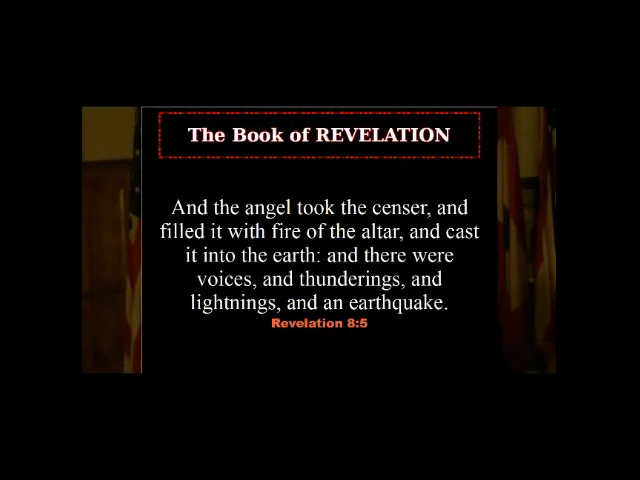 The Book of REVELATION
And the angel took the censer, and
filled it with fire of the altar, and cast
it into the earth: and there were
voices, and thunderings, and
lightnings, and an earthquake.
Revelation 8:5